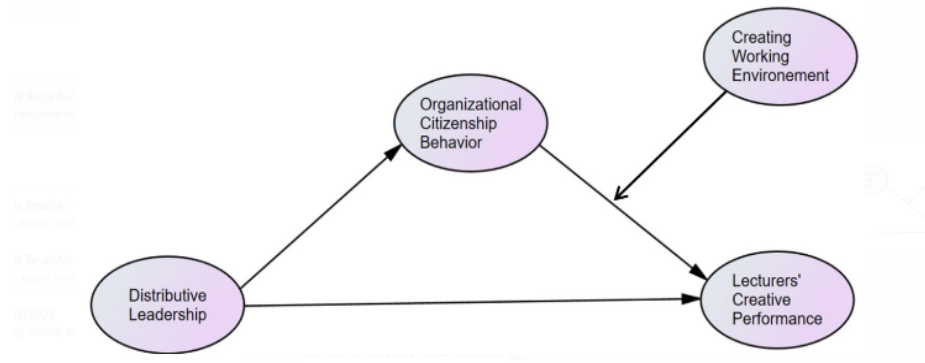 Creating
Working
Environement
Organizational
Citizenship
Behavior
Distributive
Leadership
Lecturers'
Creative
Performance